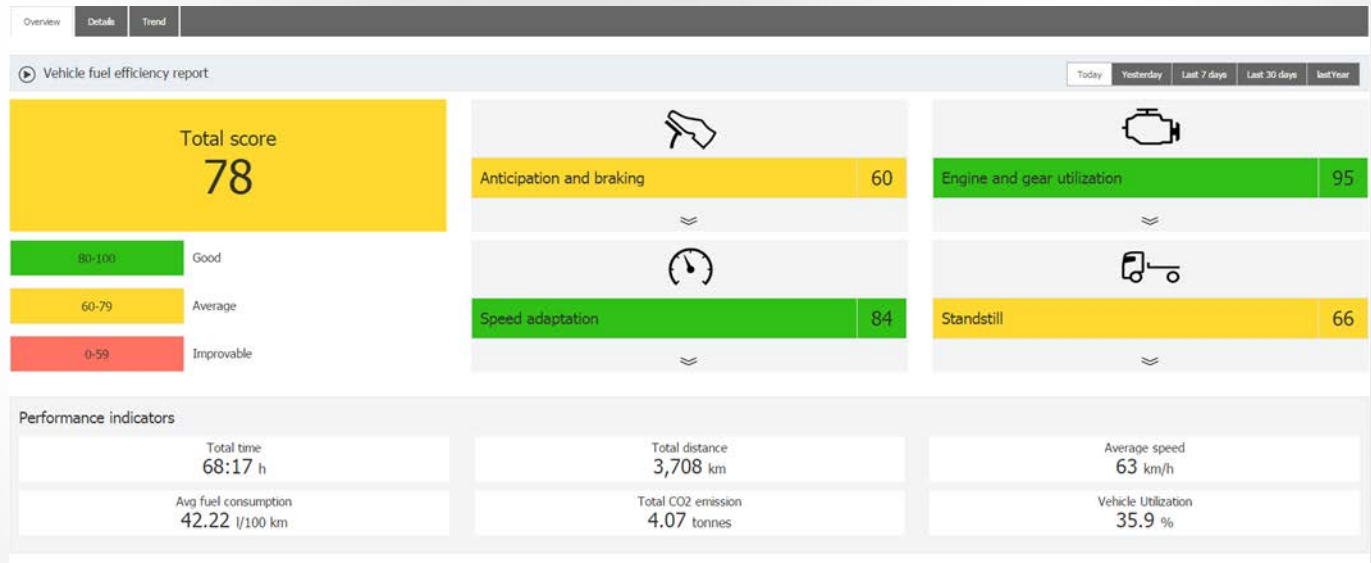 Overview Details Trend
Vehicle fuel efficiency report
Today Yesterday Last 7 days Last 30 days lastYear
Total score
78
80-100 Good
60-79 Average
0-59 Improvable
Anticipation and braking 60
Engine and gear utilization 95
Speed adaptation 84
Standstill 66
Performance indicators
Total time
68:17 h
Total distance
3,708 km
Average speed
63 km/h
Avg fuel consumption
42.22 l/100 km
Total CO2 emission
4.07 tonnes
Vehicle Utilization
35.9 %